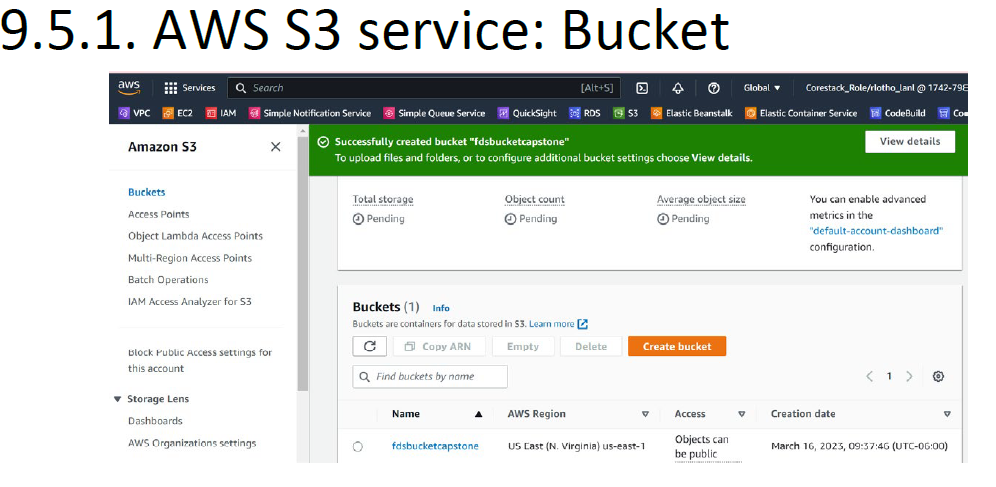 9.5.1. AWS S3 service: Bucket
aws Services Search [Alt+S] Global Corestack_Role/rlotho_lanl @ 1742-79E
VPC EC2 IAM Simple Notification Service Simple Queue Service QuickSight RDS S3 Elastic Beanstalk Elastic Container Service CodeBuild
Amazon S3
Buckets
Access Points
Object Lambda Access Points
Multi-Region Access Points
Batch Operations
IAM Access Analyzer for S3
Block Public Access settings for
this account
Storage Lens
Dashboards
AWS Organizations settings
Successfully created bucket "fdsbucketcapstone"
To upload files and folders, or to configure additional bucket settings choose View details.
View details
Total storage
Pending
Object count
Pending
Average object size
Pending
You can enable advanced
metrics in the
"default-account-dashboard"
configuration.
Buckets (1) Info
Buckets are containers for data stored in S3. Learn more
Copy ARN Empty Delete Create bucket
Find buckets by name
1
Name AWS Region Access Creation date
fdsbucketcapstone US East (N. Virginia) us-east-1 Objects can be public March 16, 2023, 09:37:46 (UTC-06:00)